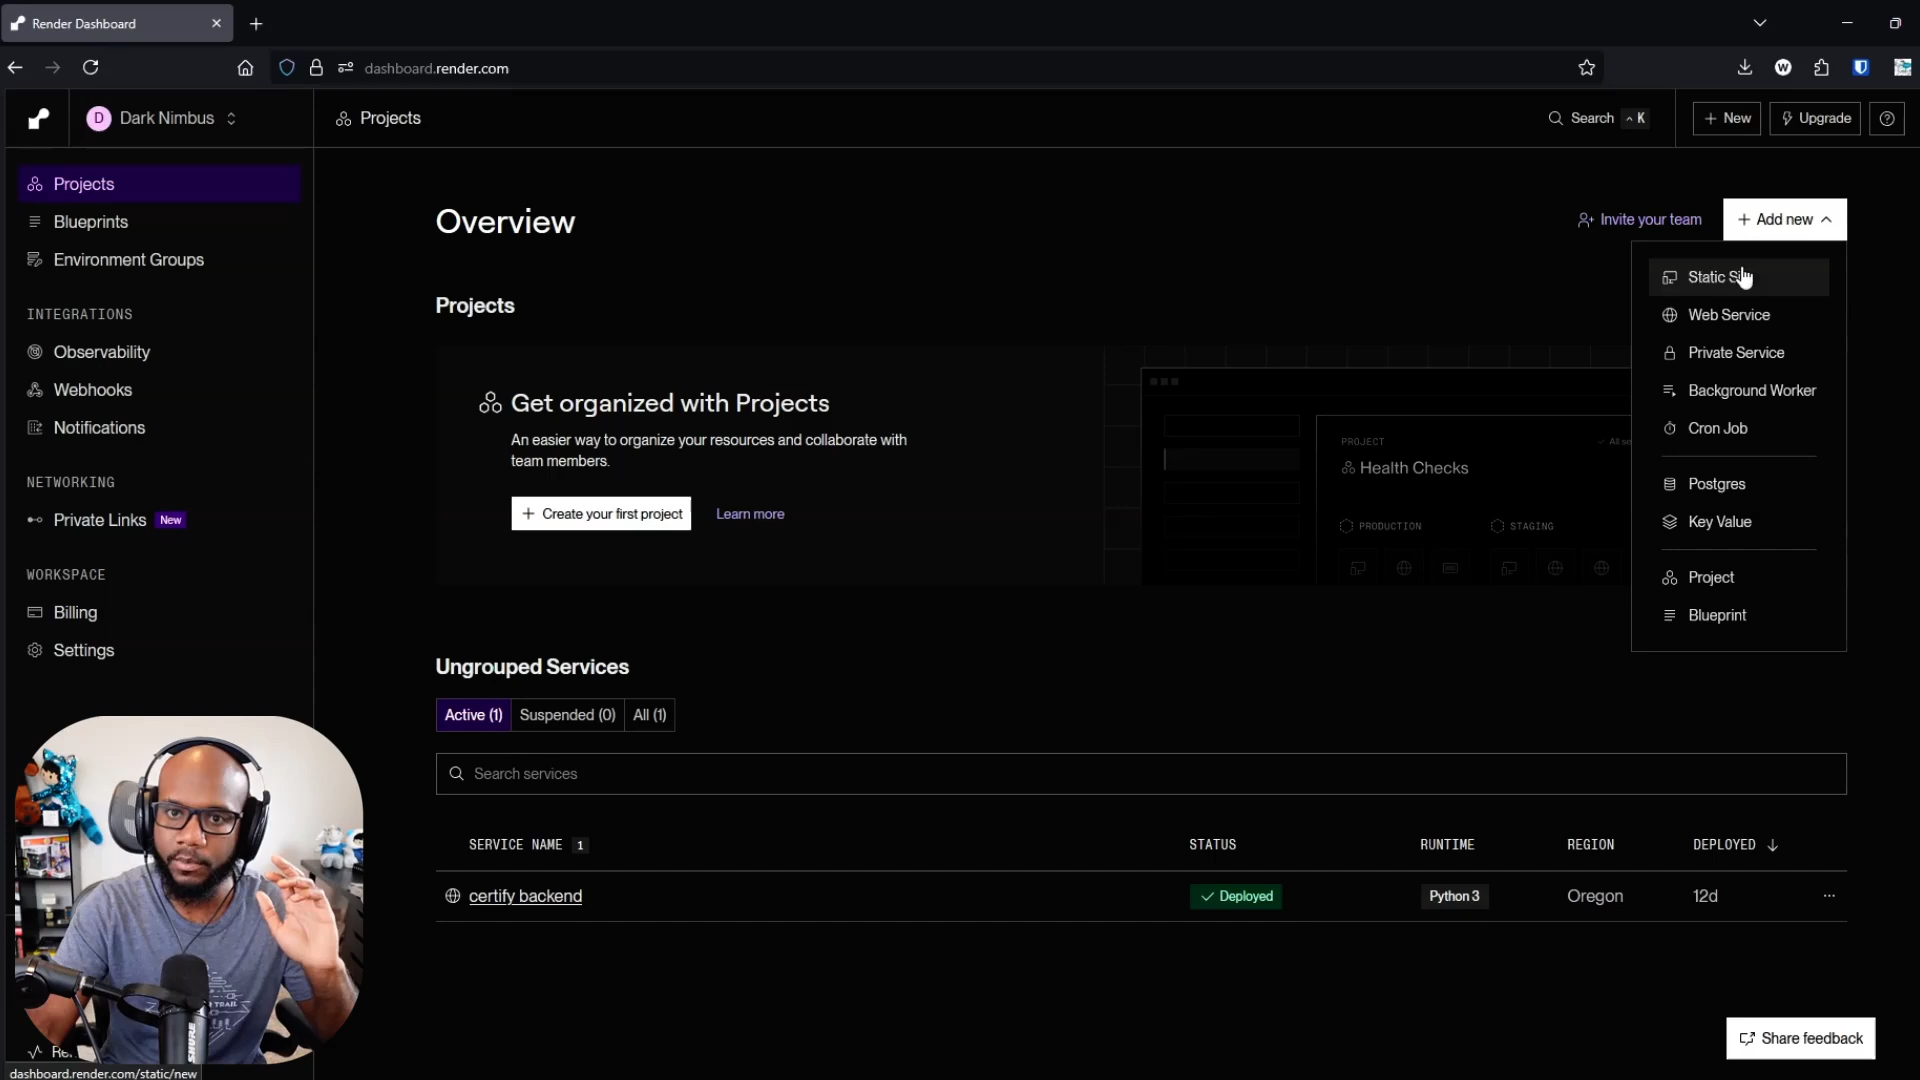 Render Dashboard
dashboard.render.com
D Dark Nimbus
Projects
Search ^ K
+ New
Upgrade
Projects
Blueprints
Environment Groups
INTEGRATIONS
Observability
Webhooks
Notifications
NETWORKING
Private Links New
WORKSPACE
Billing
Settings
Overview
Invite your team
+ Add new
Static Si
Web Service
Private Service
Background Worker
Cron Job
Postgres
Key Value
Project
Blueprint
Projects
Get organized with Projects
An easier way to organize your resources and collaborate with
team members.
+ Create your first project
Learn more
PROJECT
Health Checks
PRODUCTION
STAGING
Ungrouped Services
Active (1)
Suspended (0)
All (1)
Search services
SERVICE NAME 1
STATUS
RUNTIME
REGION
DEPLOYED
certify backend
Deployed
Python 3
Oregon
12d
Share feedback
SHURE
dashboard.render.com/static/new